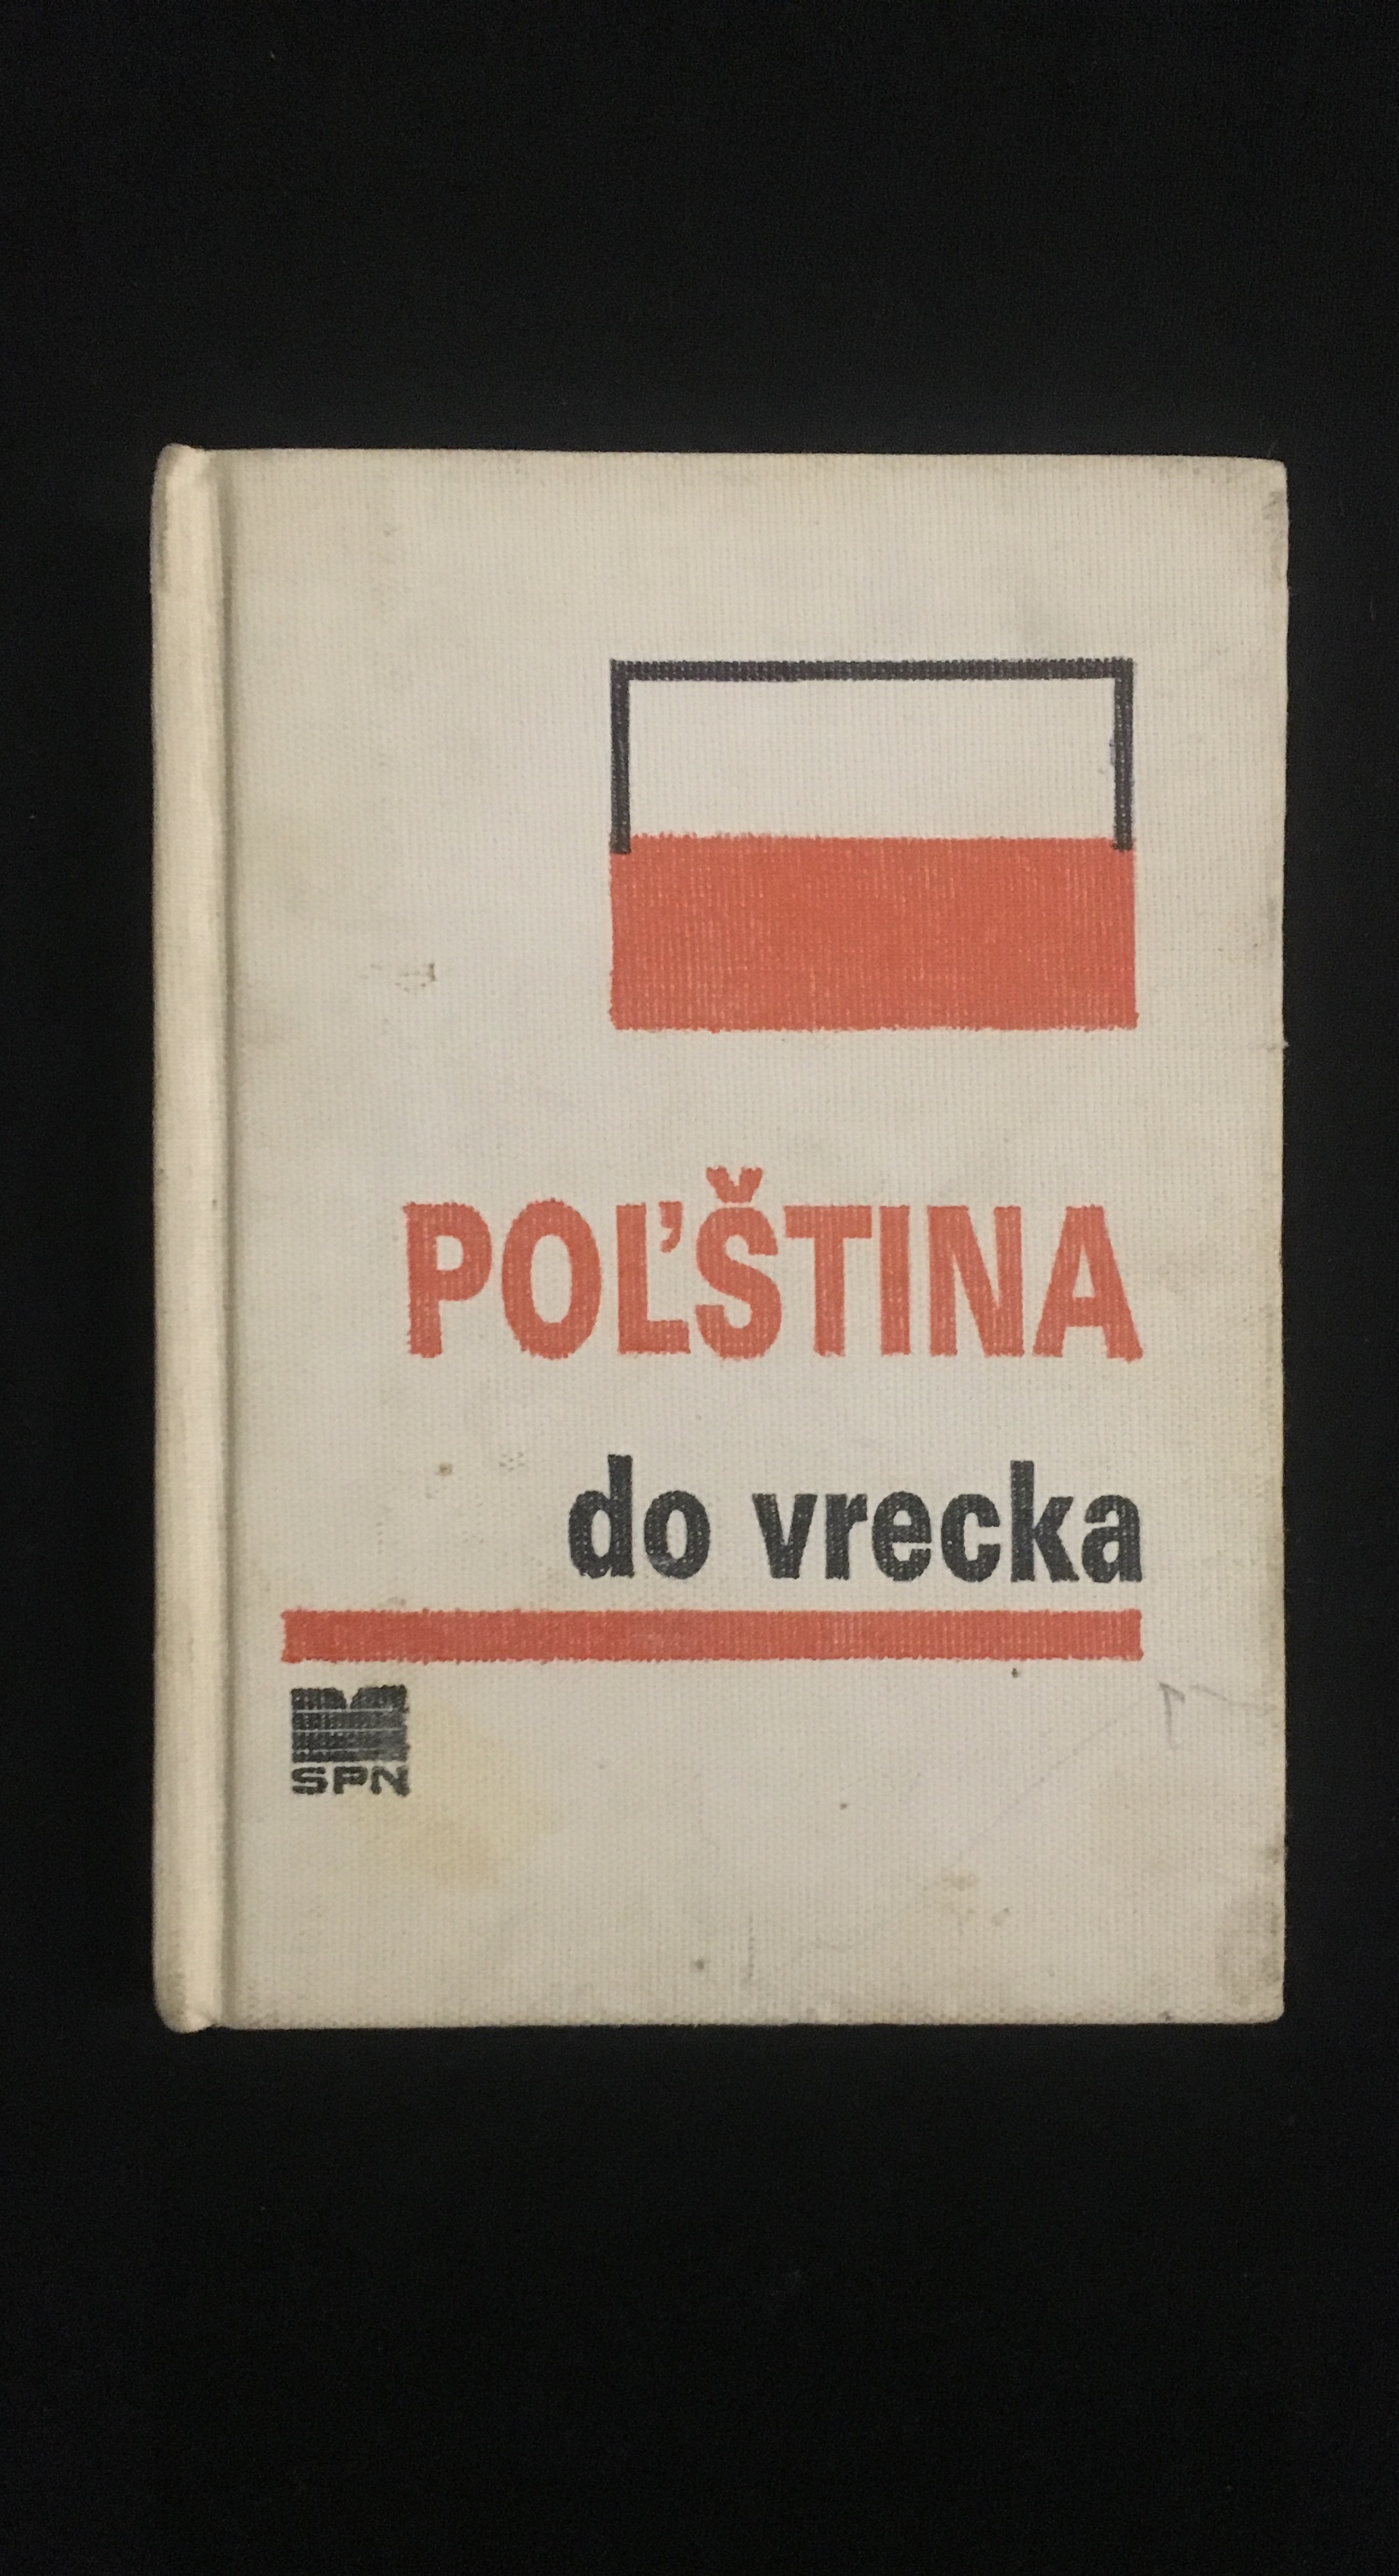 POĽŠTINA
do vrecka
SPN